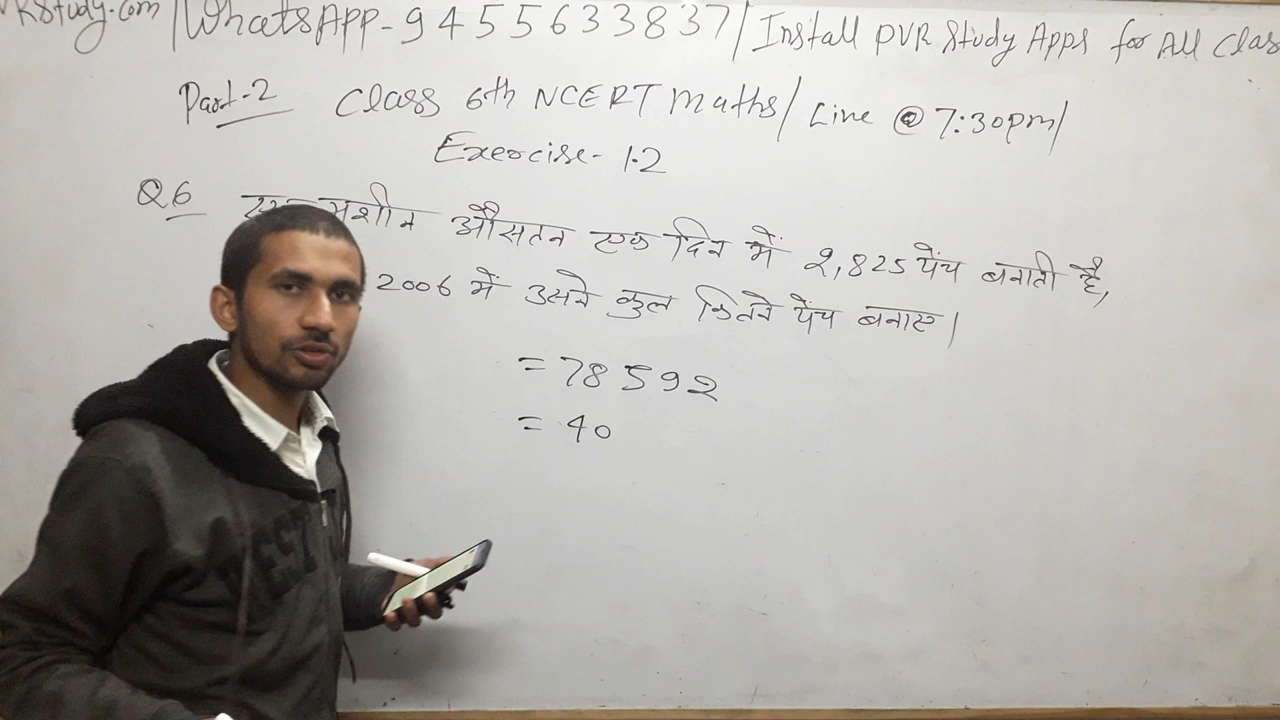 Study.com / WhatsApp - 9455633837 / Install PVR Study Apps for All Clas
Part-2 Class 6th NCERT Maths / Live @ 7:30pm /
Exercise - 1.2
Q6 मशीन औसतन एक दिन में 2,825 पेंच बनाती है,
2006 में उसने कुल कितने पेंच बनाए।
= 78592
= 40